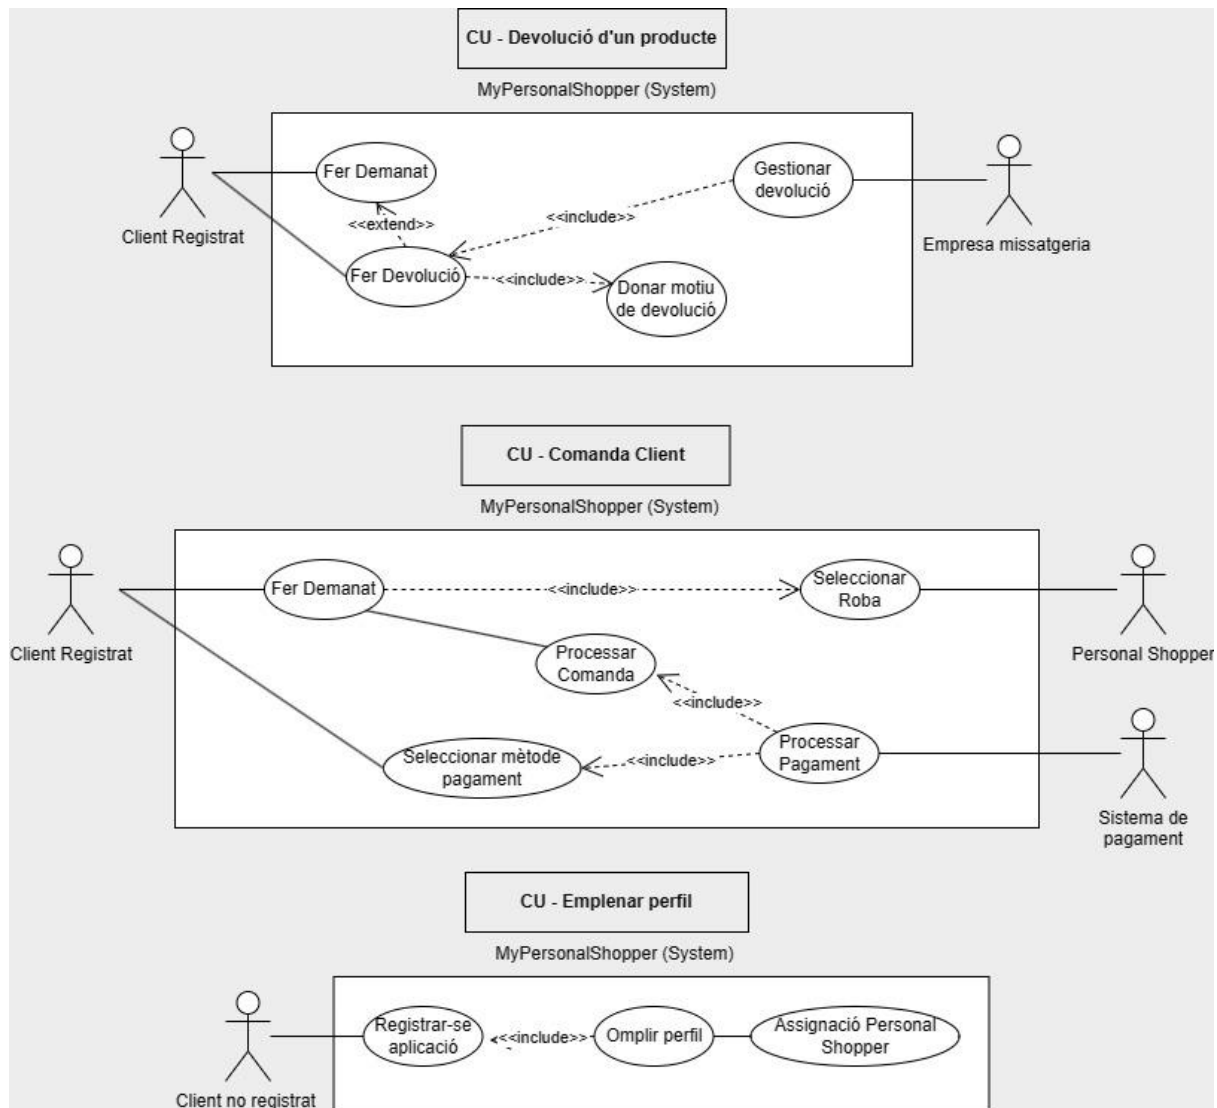 CU - Devolució d'un producte
MyPersonalShopper (System)
Fer Demanat
Gestionar
devolució
<<include>>
<<extend>>
Client Registrat
Empresa missatgeria
Fer Devolució
<<include>>
Donar motiu
de devolució
CU - Comanda Client
MyPersonalShopper (System)
Fer Demanat
<<include>>
Seleccionar
Roba
Client Registrat
Processar
Comanda
Personal Shopper
<<include>>
Seleccionar mètode
pagament
<<include>>
Processar
Pagament
Sistema de
pagament
CU - Emplenar perfil
MyPersonalShopper (System)
Registrar-se
aplicació
<<include>>
Omplir perfil
Assignació Personal
Shopper
Client no registrat